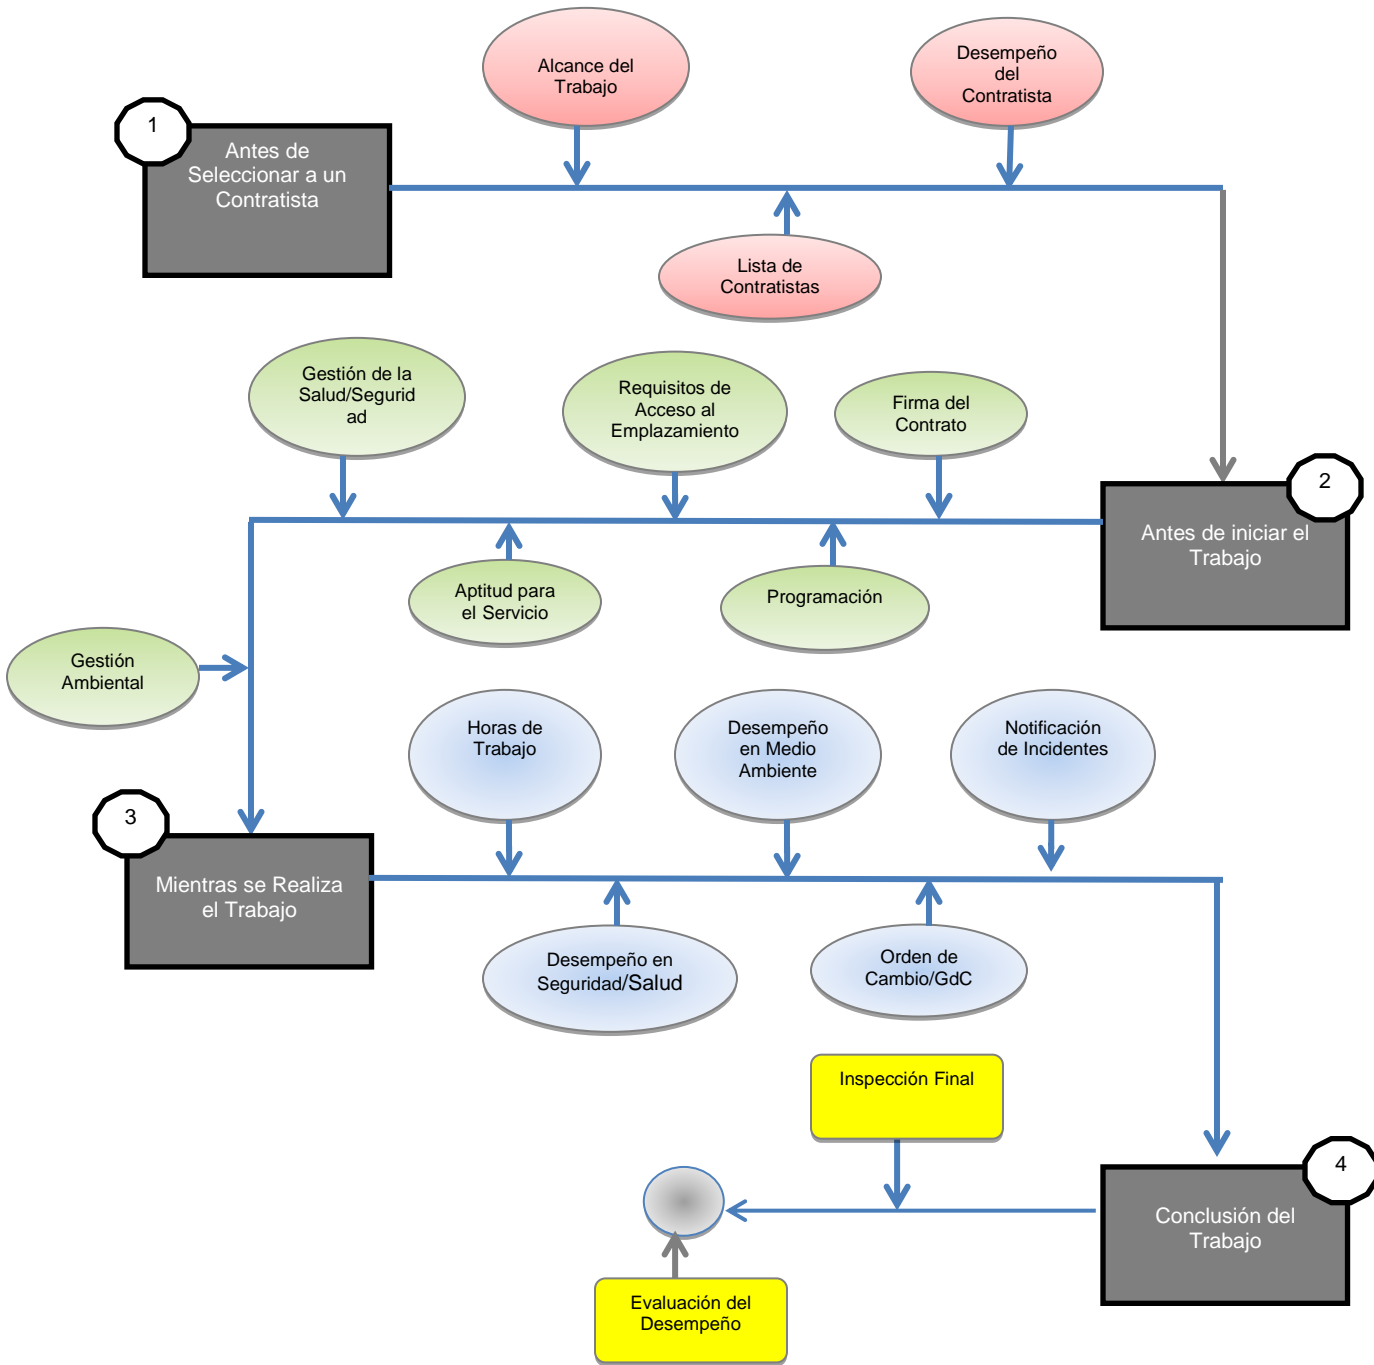 Alcance del
Trabajo
Desempeño
del
Contratista
1
Antes de
Seleccionar a un
Contratista
Lista de
Contratistas
Gestión de la
Salud/Segurid
ad
Requisitos de
Acceso al
Emplazamiento
Firma del
Contrato
2
Antes de iniciar el
Trabajo
Aptitud para
el Servicio
Programación
Gestión
Ambiental
Horas de
Trabajo
Desempeño
en Medio
Ambiente
Notificación
de Incidentes
3
Mientras se Realiza
el Trabajo
Desempeño en
Seguridad/Salud
Orden de
Cambio/GdC
Inspección Final
4
Conclusión del
Trabajo
Evaluación del
Desempeño